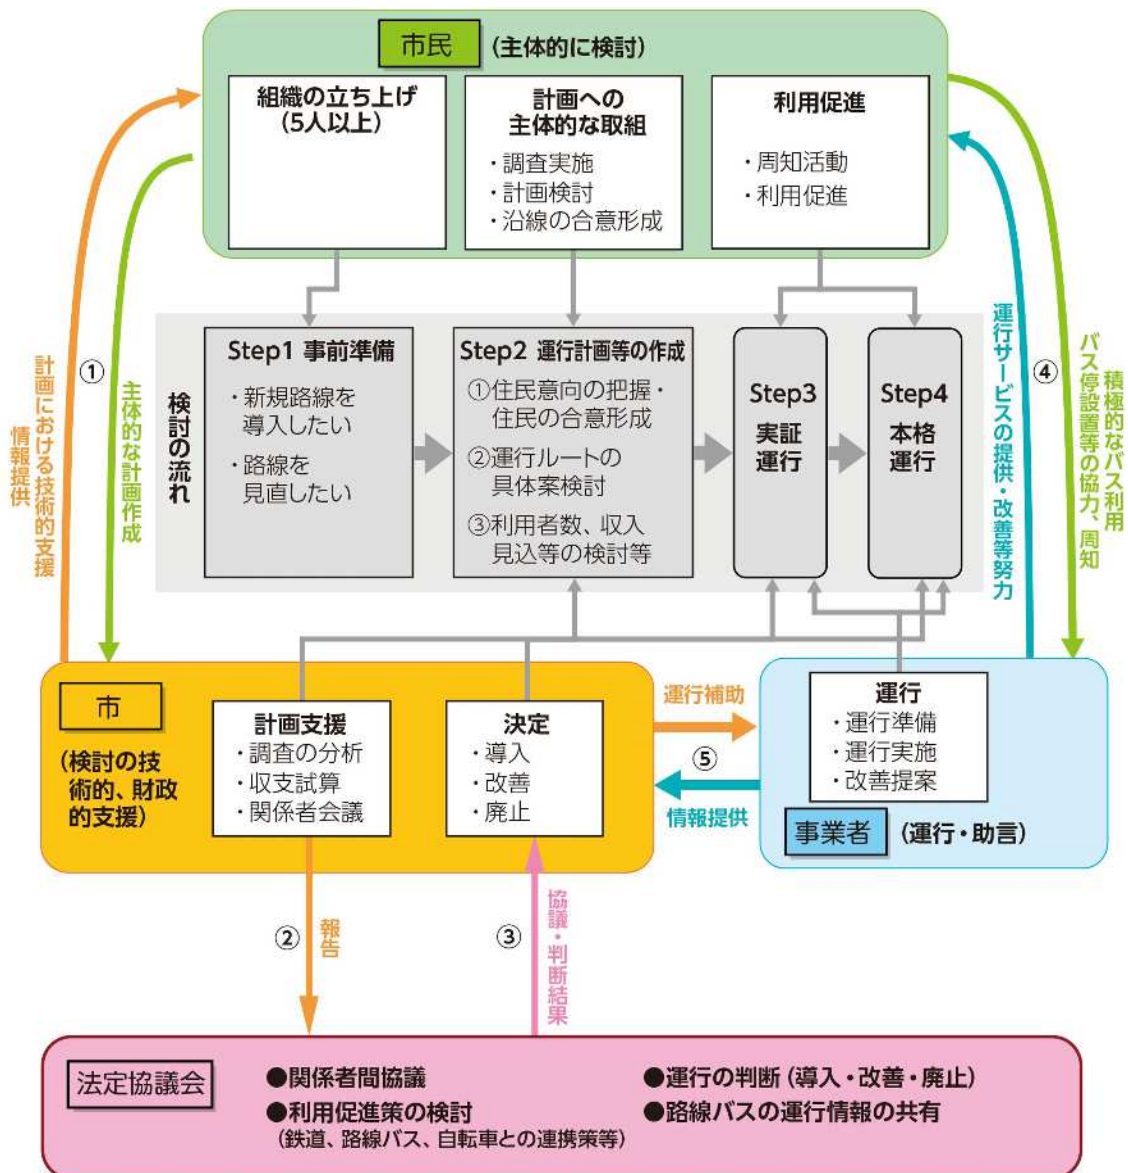 市民 (主体的に検討)
組織の立ち上げ
(5人以上)
計画への
主体的な取組
・調査実施
・計画検討
・沿線の合意形成
利用促進
・周知活動
・利用促進
計画における技術的支援
情報提供
①
主体的な計画作成
検討の流れ
Step1 事前準備
・新規路線を
導入したい
・路線を
見直したい
Step2 運行計画等の作成
①住民意向の把握・
住民の合意形成
②運行ルートの
具体案検討
③利用者数、収入
見込等の検討等
Step3
実証
運行
Step4
本格
運行
運行サービスの提供・改善等努力
④
積極的なバス利用
バス停設置等の協力、周知
市
(検討の技
術的、財政
的支援)
計画支援
・調査の分析
・収支試算
・関係者会議
決定
・導入
・改善
・廃止
運行補助
⑤
情報提供
運行
・運行準備
・運行実施
・改善提案
事業者 (運行・助言)
②
報告
③
協議・判断結果
法定協議会
●関係者間協議
●利用促進策の検討
(鉄道、路線バス、自転車との連携策等)
●運行の判断(導入・改善・廃止)
●路線バスの運行情報の共有